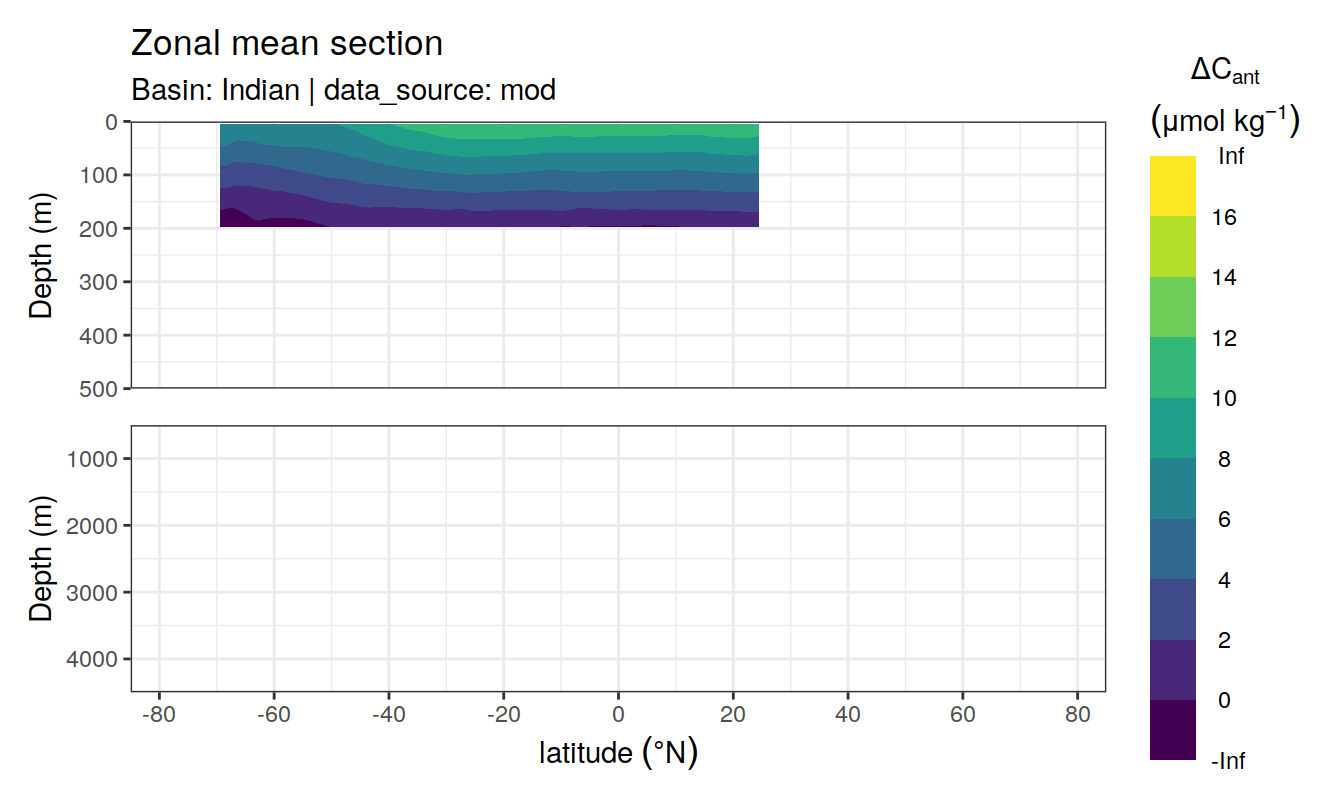 Zonal mean section
Basin: Indian | data_source: mod
Depth (m)
0
100
200
300
400
500
Depth (m)
1000
2000
3000
4000
-80 -60 -40 -20 0 20 40 60 80
latitude (°N)
ΔCant
(μmol kg⁻¹)
Inf
16
14
12
10
8
6
4
2
0
-Inf